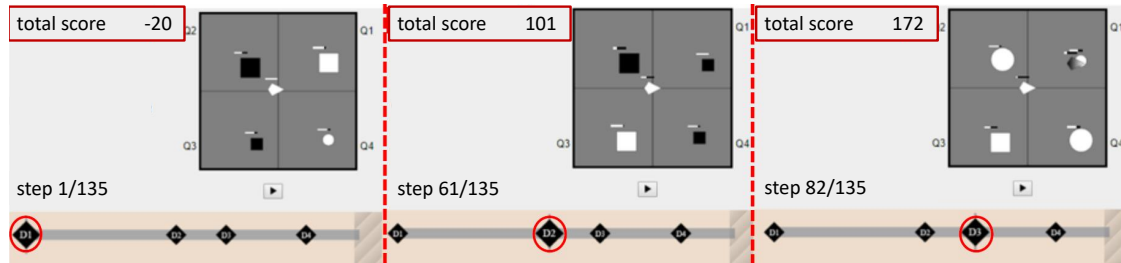 total score -20
Q2
Q1
Q3
Q4
step 1/135
D1
D2
D3
D4
total score 101
Q1
Q3
Q4
step 61/135
D1
D2
D3
D4
total score 172
2
Q1
Q3
Q4
step 82/135
D1
D2
D3
D4